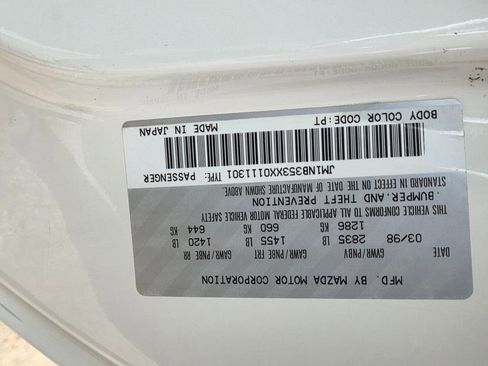 MFD. BY MAZDA MOTOR CORPORATION
DATE GVWR/PNBV GAWR/PNBE FRT GAWR/PNBE RR
03/98 2835 LB 1455 LB 1420 LB
1286 KG 660 KG 644 KG
THIS VEHICLE CONFORMS TO ALL APPLICABLE FEDERAL MOTOR VEHICLE SAFETY
,BUMPER,AND THEFT PREVENTION
STANDARD IN EFFECT ON THE DATE OF MANUFACTURE SHOWN ABOVE.
JM1NB353XX0111301 TYPE: PASSENGER
BODY COLOR CODE:PT MADE IN JAPAN